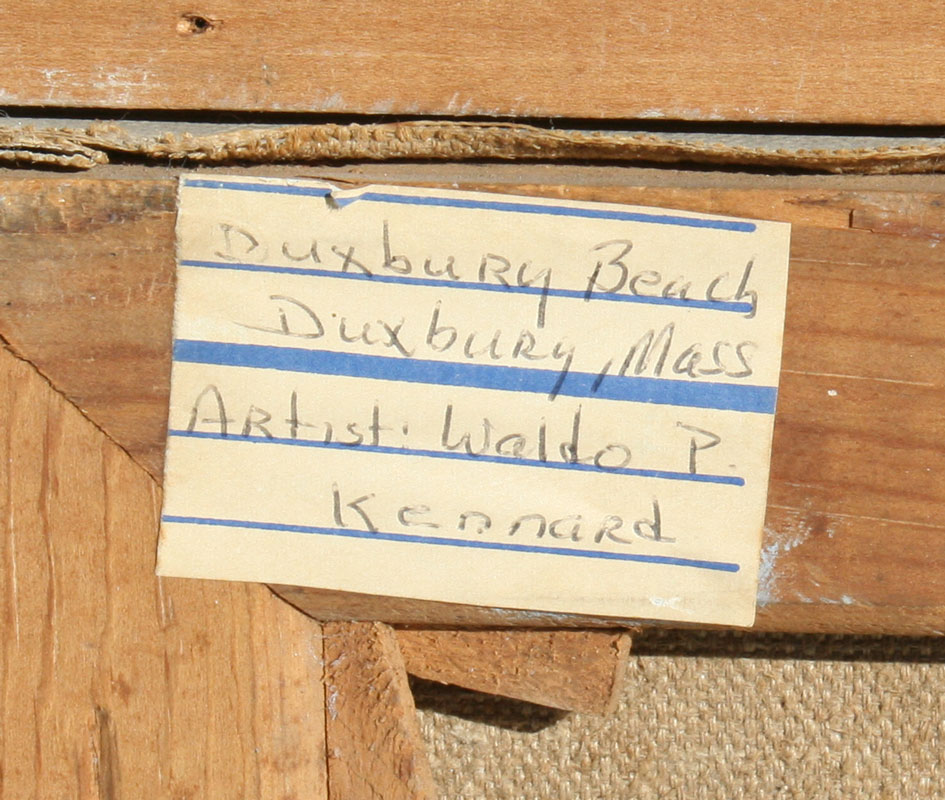 Duxbury Beach
Duxbury, Mass
Artist: Waldo P.
Kennard